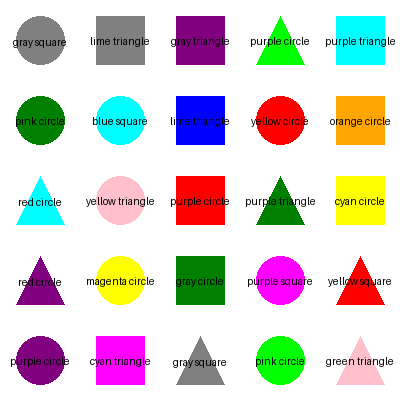 gray square lime triangle gray triangle purple circle purple triangle
pink circle blue square lime triangle yellow circle orange circle
red circle yellow triangle purple circle purple triangle cyan circle
red circle magenta circle gray circle purple square yellow square
purple circle cyan triangle gray square pink circle green triangle